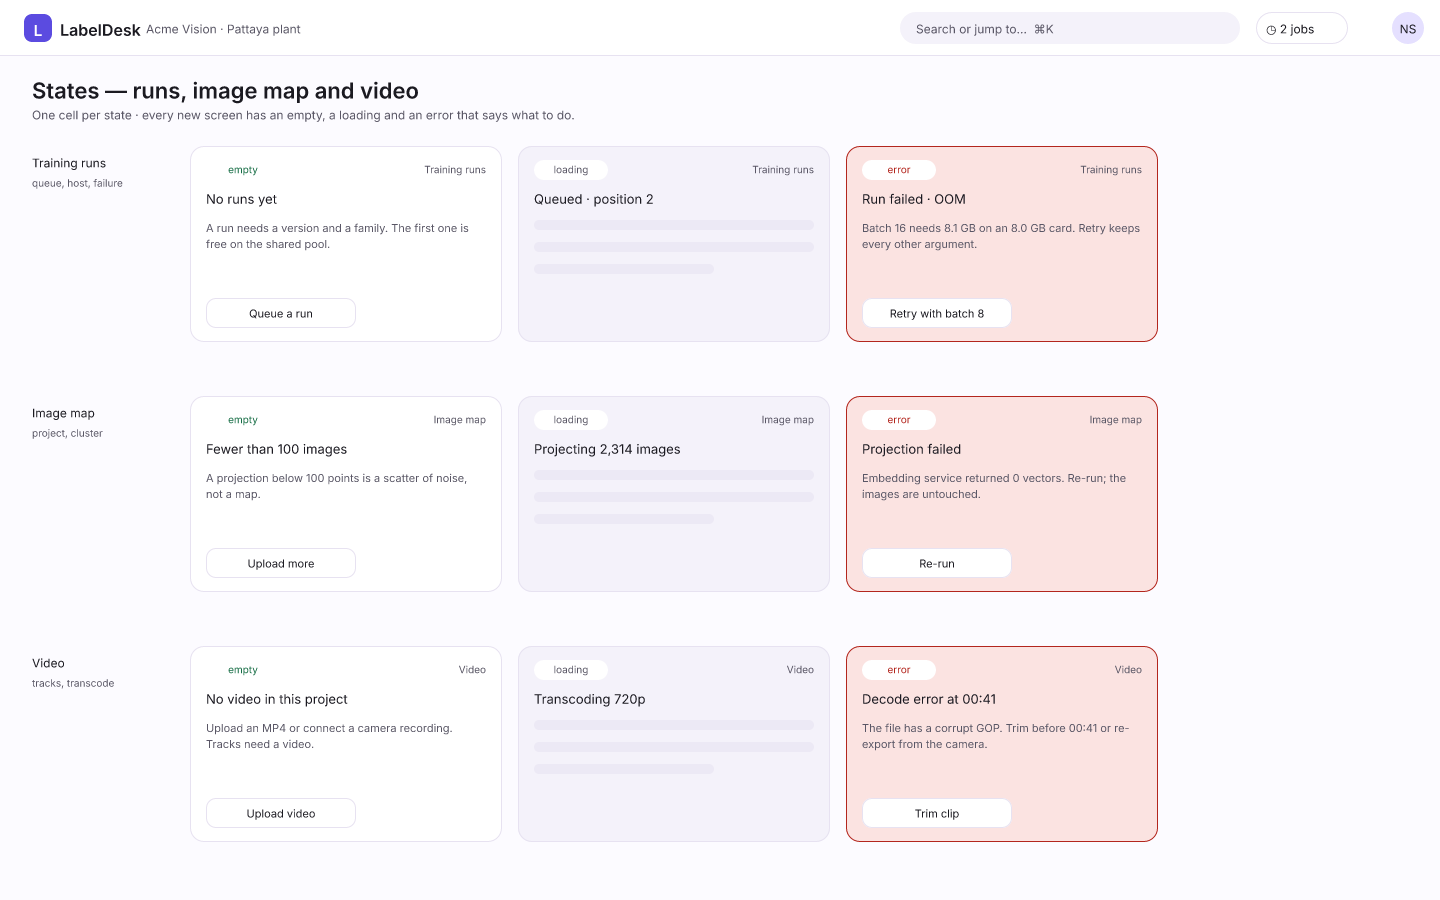 L LabelDesk Acme Vision · Pattaya plant Search or jump to... ⌘K ◷ 2 jobs NS
States — runs, image map and video
One cell per state · every new screen has an empty, a loading and an error that says what to do.
Training runs
queue, host, failure
empty Training runs
No runs yet
A run needs a version and a family. The first one is
free on the shared pool.
Queue a run
loading Training runs
Queued · position 2
error Training runs
Run failed · OOM
Batch 16 needs 8.1 GB on an 8.0 GB card. Retry keeps
every other argument.
Retry with batch 8
Image map
project, cluster
empty Image map
Fewer than 100 images
A projection below 100 points is a scatter of noise,
not a map.
Upload more
loading Image map
Projecting 2,314 images
error Image map
Projection failed
Embedding service returned 0 vectors. Re-run; the
images are untouched.
Re-run
Video
tracks, transcode
empty Video
No video in this project
Upload an MP4 or connect a camera recording.
Tracks need a video.
Upload video
loading Video
Transcoding 720p
error Video
Decode error at 00:41
The file has a corrupt GOP. Trim before 00:41 or re-
export from the camera.
Trim clip